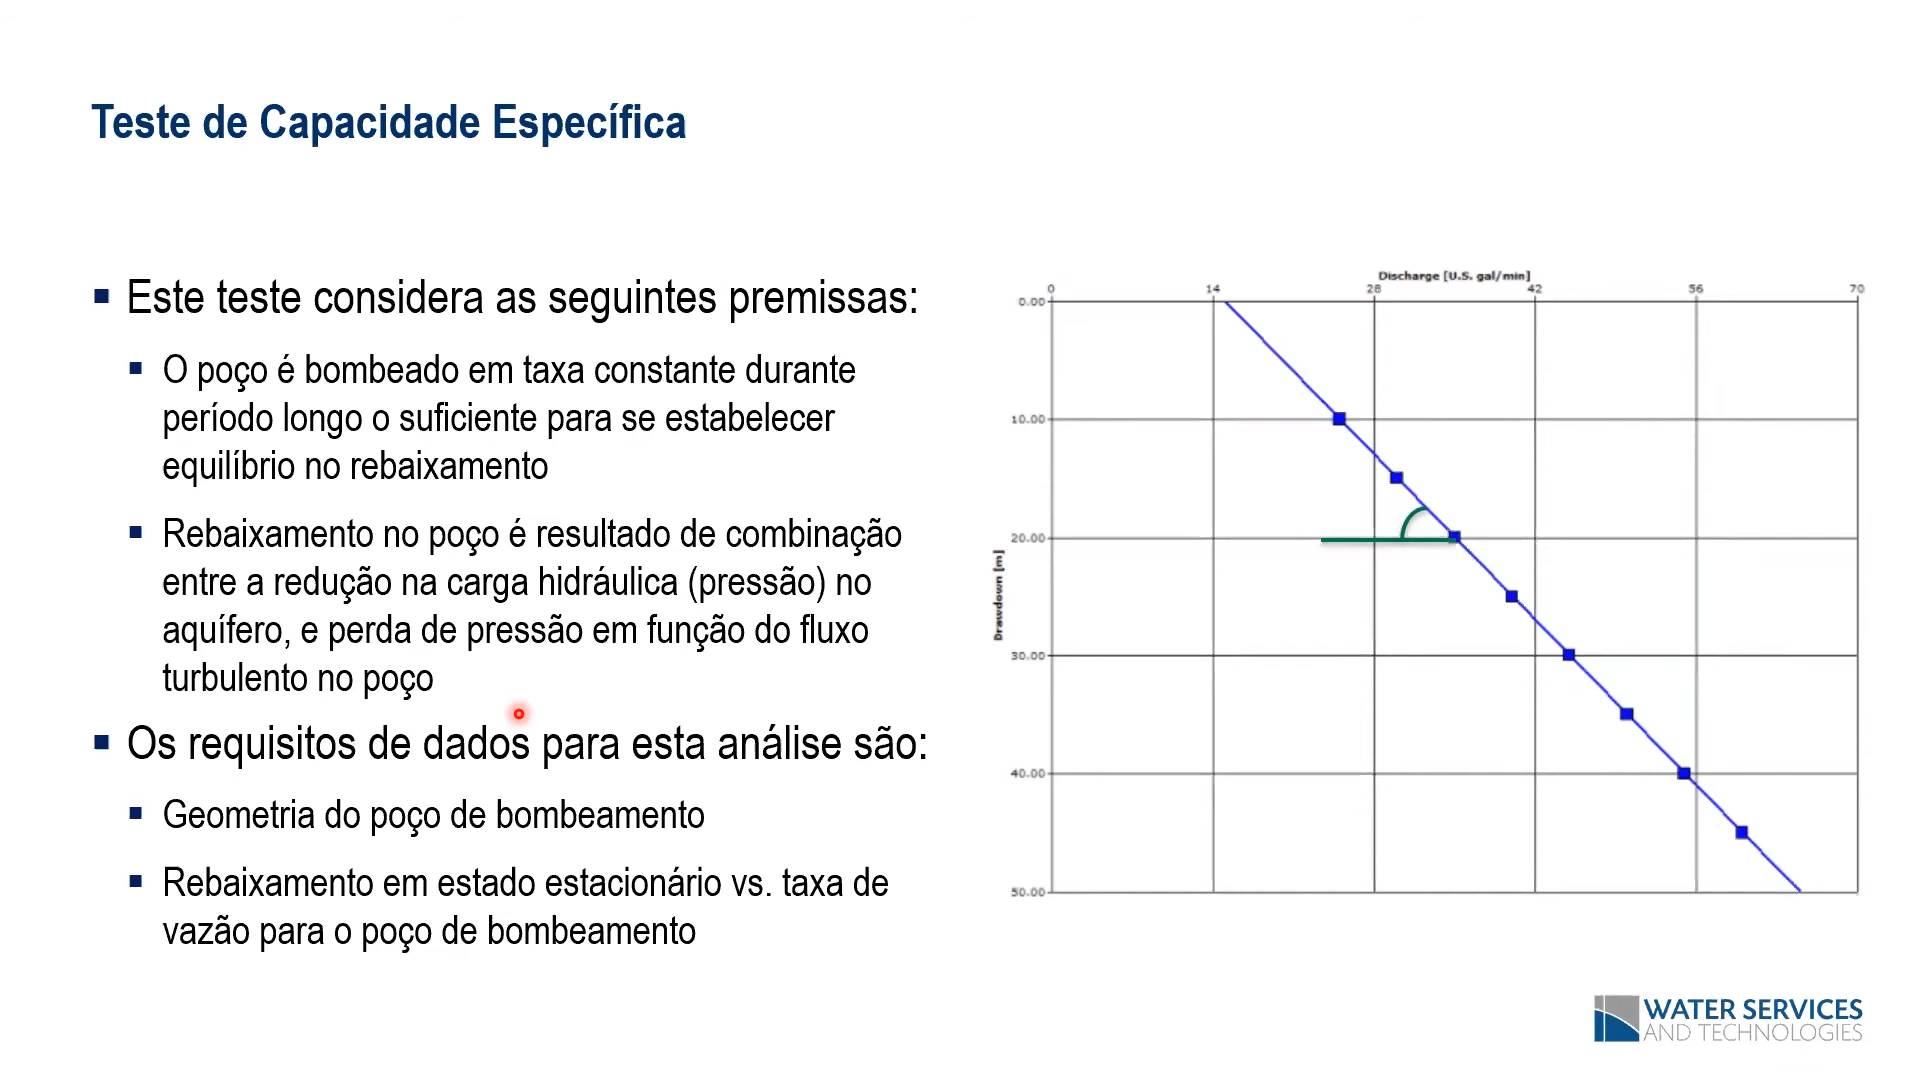 Teste de Capacidade Específica
Este teste considera as seguintes premissas:
O poço é bombeado em taxa constante durante
período longo o suficiente para se estabelecer
equilíbrio no rebaixamento
Rebaixamento no poço é resultado de combinação
entre a redução na carga hidráulica (pressão) no
aquífero, e perda de pressão em função do fluxo
turbulento no poço
Os requisitos de dados para esta análise são:
Geometria do poço de bombeamento
Rebaixamento em estado estacionário vs. taxa de
vazão para o poço de bombeamento
Discharge [U.S. gal/min]
0 14 28 42 56 70
0.00
10.00
20.00
30.00
40.00
50.00
Drawdown [m]
WATER SERVICES
AND TECHNOLOGIES